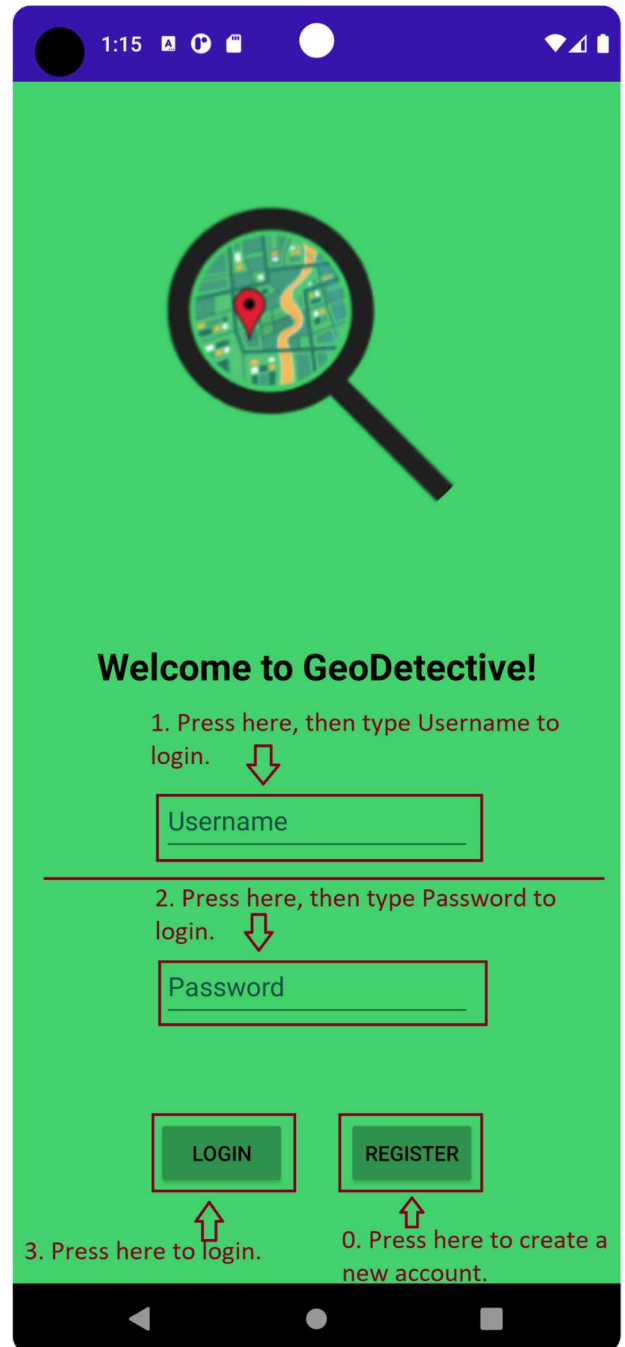 1:15
Welcome to GeoDetective!
1. Press here, then type Username to
login.
Username
2. Press here, then type Password to
login.
Password
LOGIN
REGISTER
3. Press here to login.
0. Press here to create a
new account.